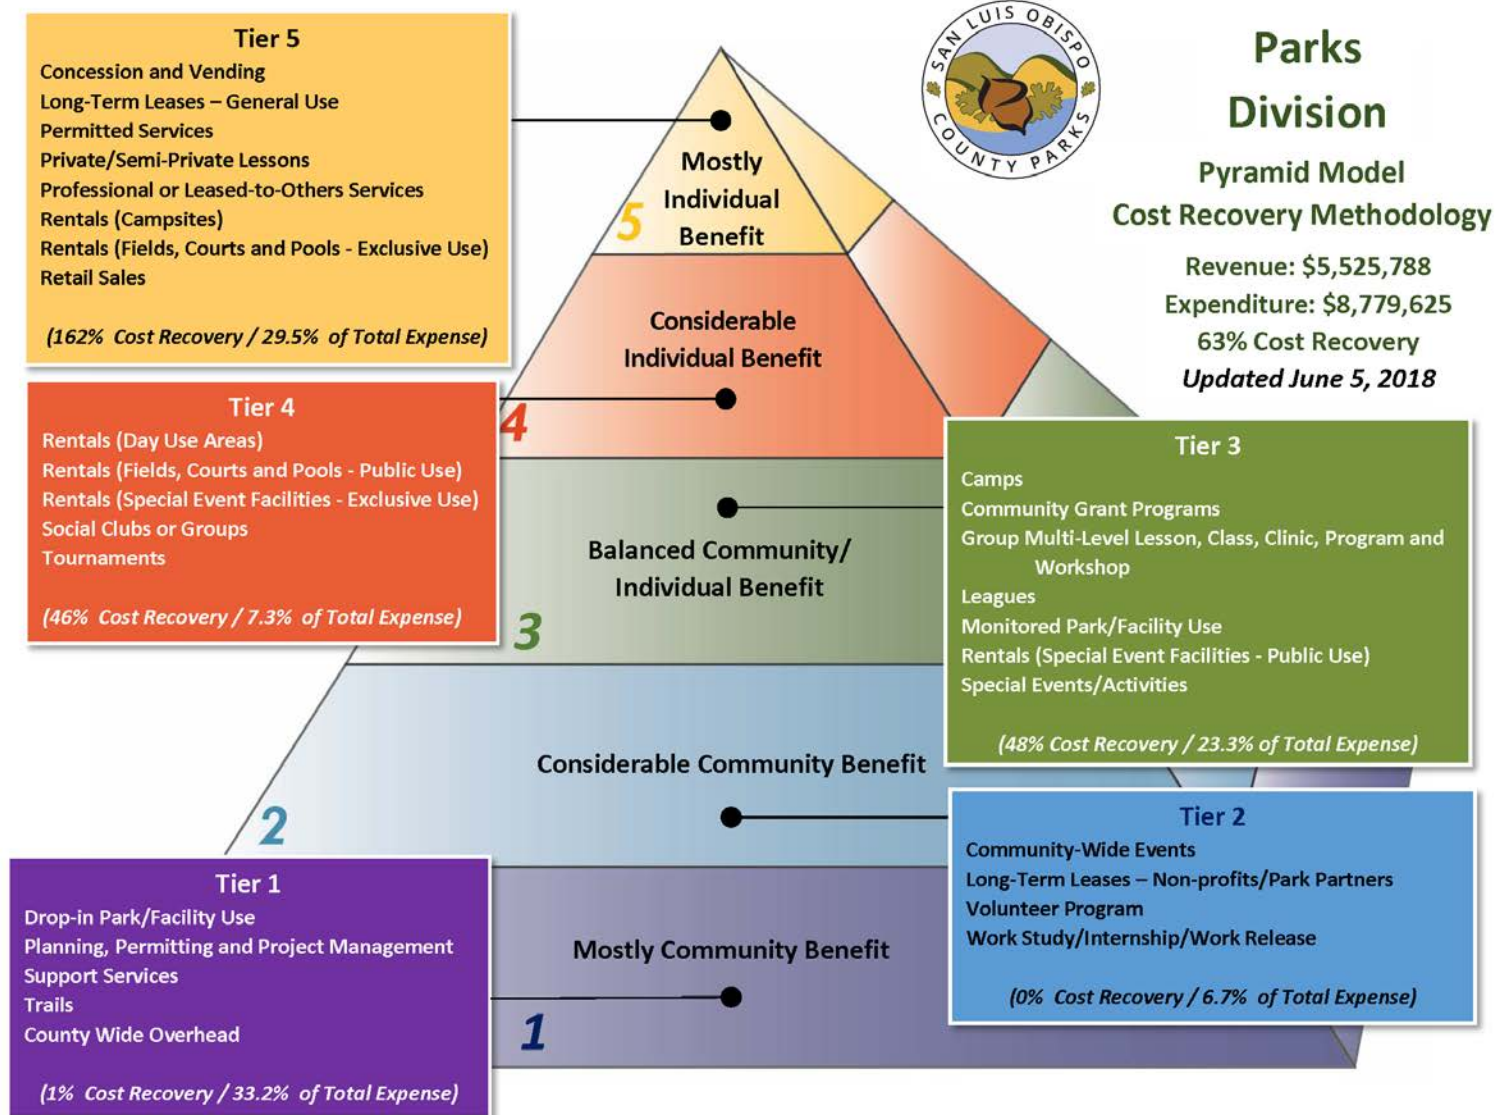 Tier 5
Concession and Vending
Long-Term Leases – General Use
Permitted Services
Private/Semi-Private Lessons
Professional or Leased-to-Others Services
Rentals (Campsites)
Rentals (Fields, Courts and Pools - Exclusive Use)
Retail Sales
(162% Cost Recovery / 29.5% of Total Expense)
SAN LUIS OBISPO
COUNTY PARKS
Parks
Division
Pyramid Model
Cost Recovery Methodology
Revenue: $5,525,788
Expenditure: $8,779,625
63% Cost Recovery
Updated June 5, 2018
Mostly
Individual
Benefit
5
Considerable
Individual Benefit
4
Tier 4
Rentals (Day Use Areas)
Rentals (Fields, Courts and Pools - Public Use)
Rentals (Special Event Facilities - Exclusive Use)
Social Clubs or Groups
Tournaments
(46% Cost Recovery / 7.3% of Total Expense)
Balanced Community/
Individual Benefit
3
Tier 3
Camps
Community Grant Programs
Group Multi-Level Lesson, Class, Clinic, Program and
Workshop
Leagues
Monitored Park/Facility Use
Rentals (Special Event Facilities - Public Use)
Special Events/Activities
(48% Cost Recovery / 23.3% of Total Expense)
Considerable Community Benefit
2
Tier 2
Community-Wide Events
Long-Term Leases – Non-profits/Park Partners
Volunteer Program
Work Study/Internship/Work Release
(0% Cost Recovery / 6.7% of Total Expense)
Tier 1
Drop-in Park/Facility Use
Planning, Permitting and Project Management
Support Services
Trails
County Wide Overhead
(1% Cost Recovery / 33.2% of Total Expense)
Mostly Community Benefit
1